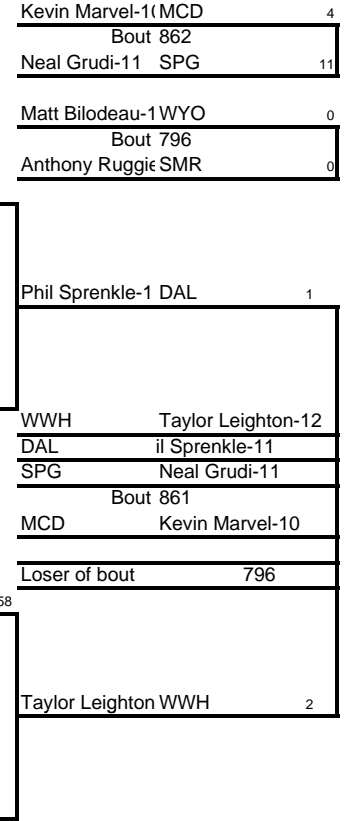 Kevin Marvel-1( MCD 4
Bout 862
Neal Grudi-11 SPG 11
Matt Bilodeau-1 WYO 0
Bout 796
Anthony Ruggie SMR 0
Phil Sprenkle-1 DAL 1
WWH Taylor Leighton-12
DAL il Sprenkle-11
SPG Neal Grudi-11
Bout 861
MCD Kevin Marvel-10
Loser of bout 796
58
Taylor Leighton WWH 2